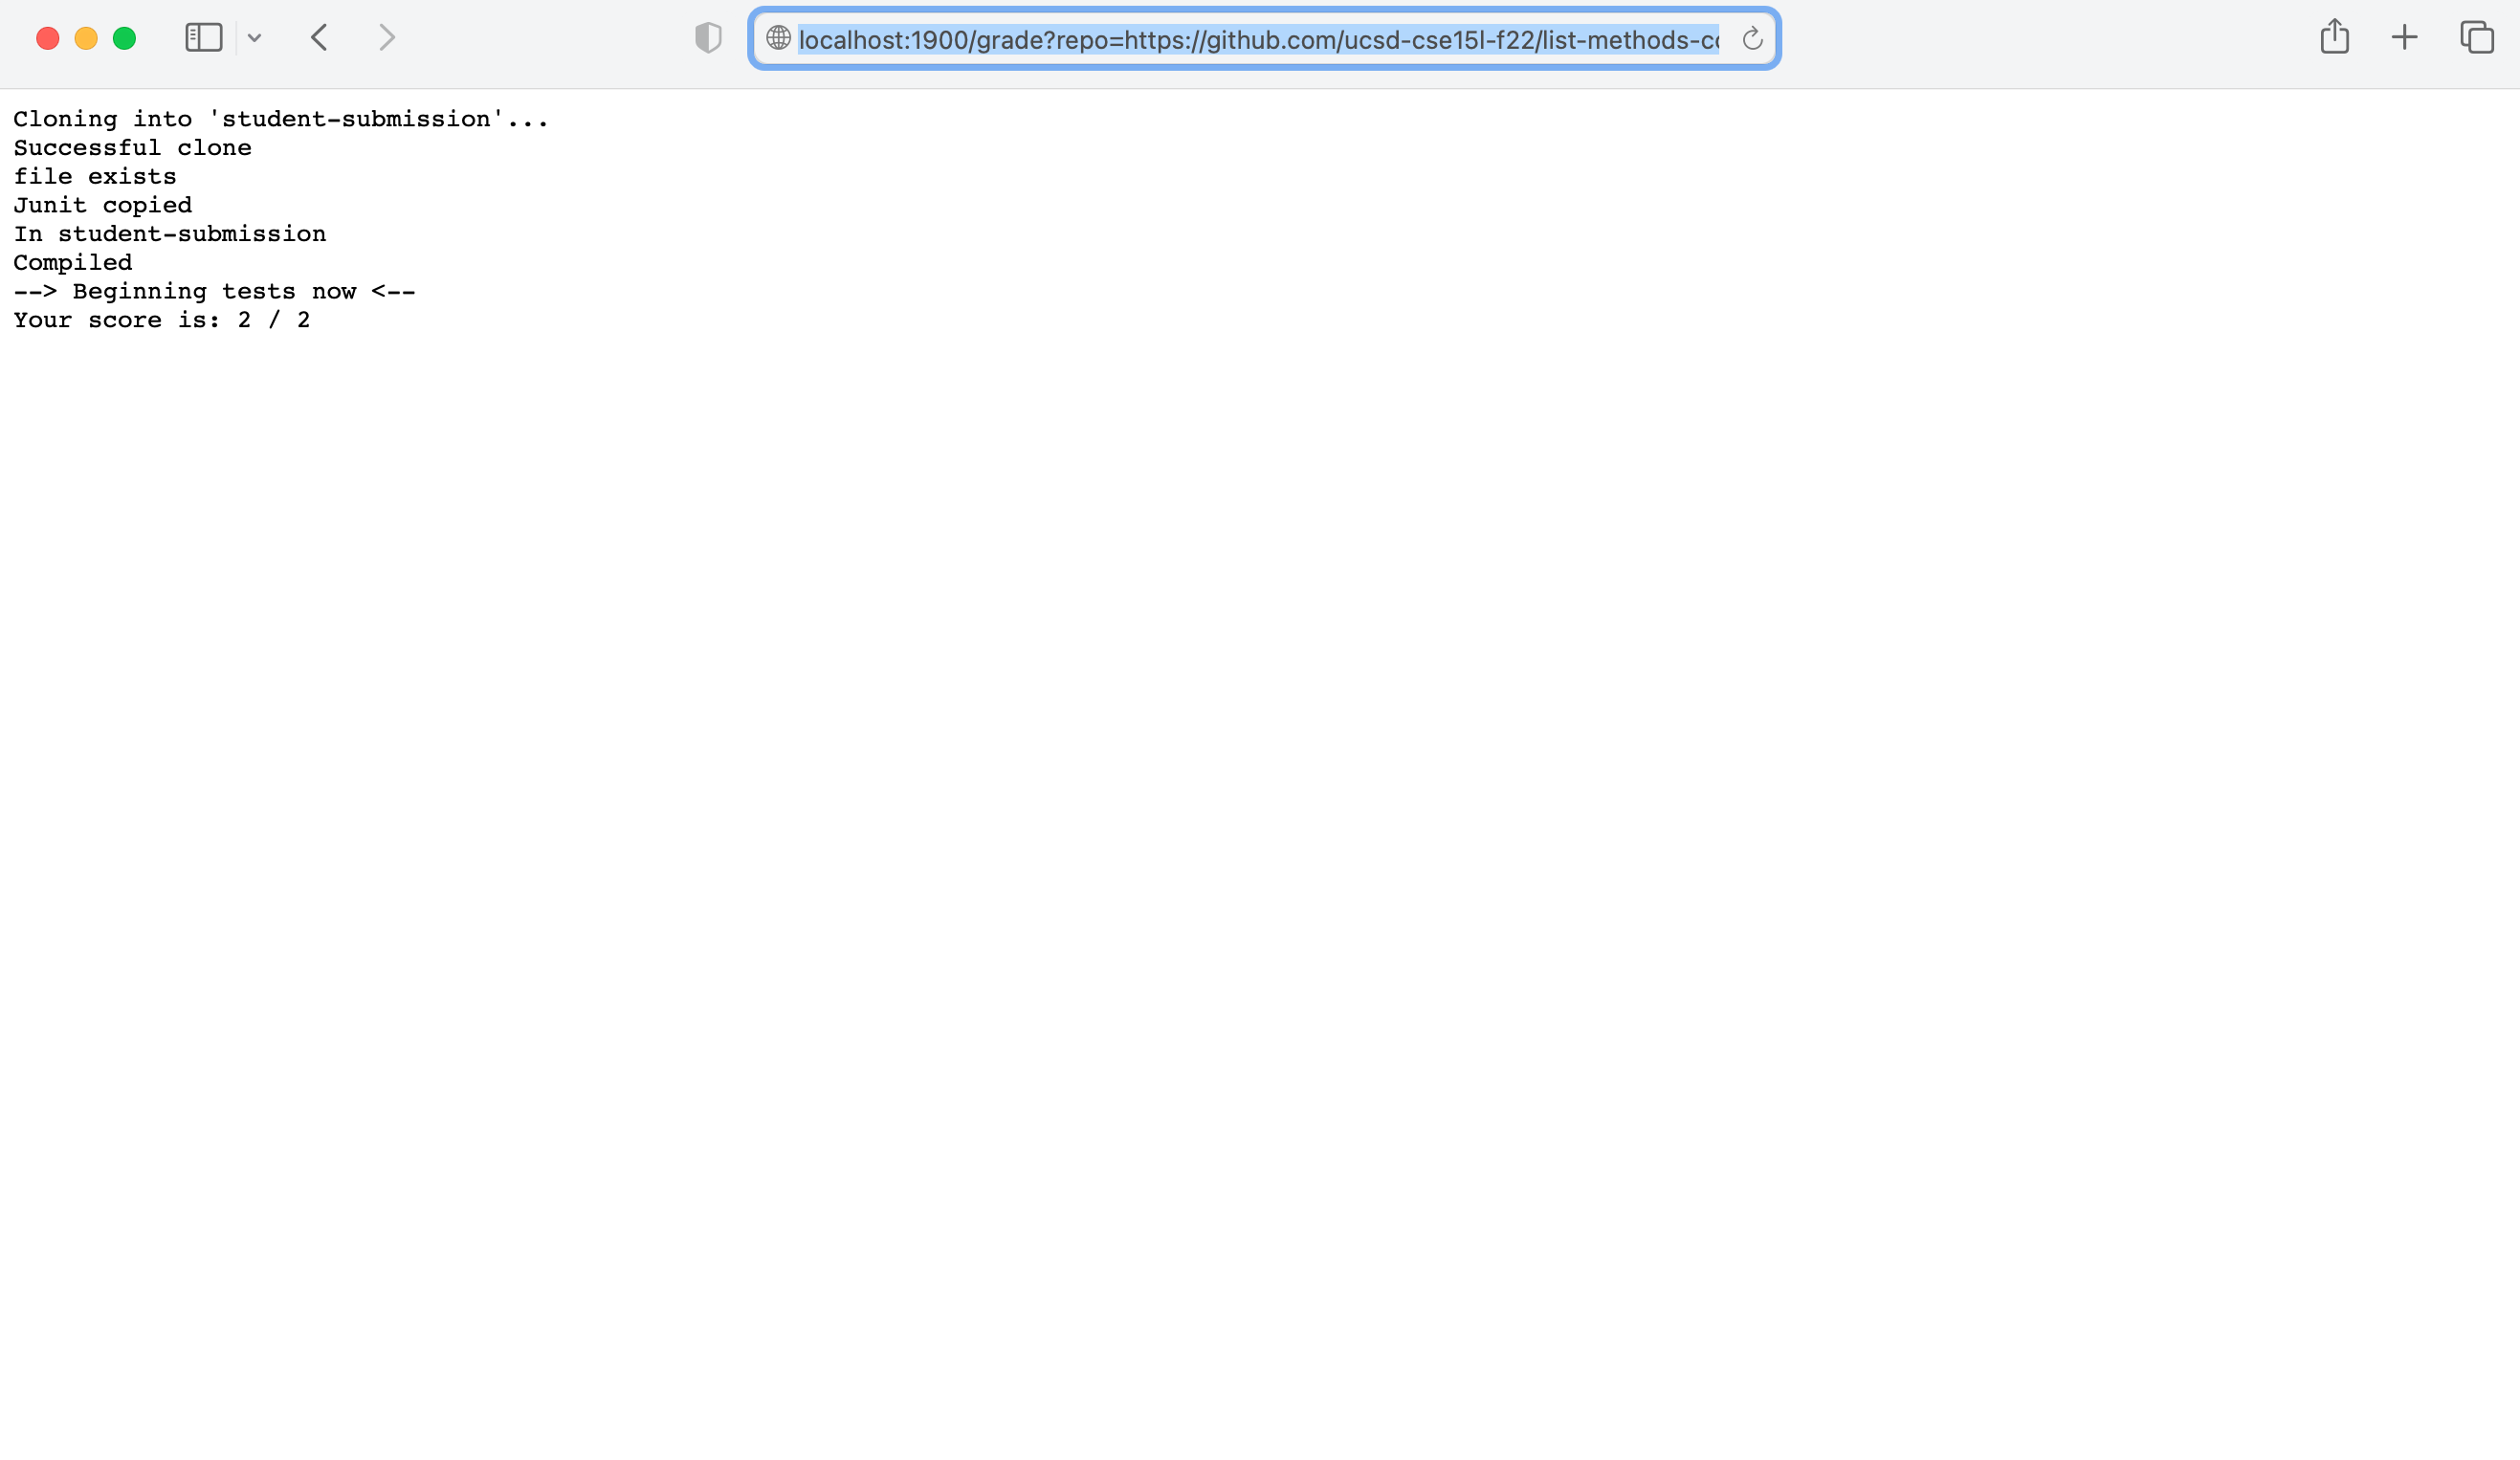 localhost:1900/grade?repo=https://github.com/ucsd-cse15l-f22/list-methods-co
Cloning into 'student-submission'...
Successful clone
file exists
Junit copied
In student-submission
Compiled
--> Beginning tests now <--
Your score is: 2 / 2